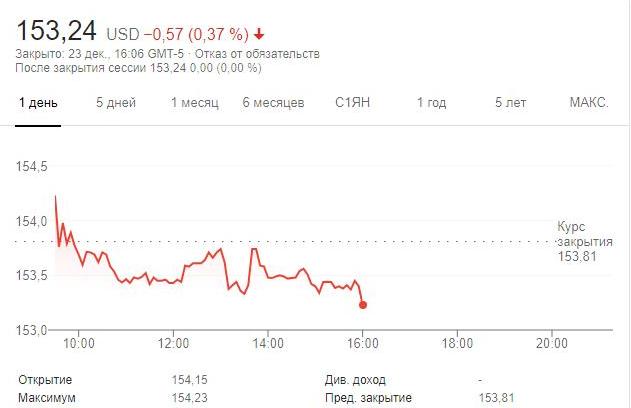 153,24 USD −0,57 (0,37 %)
Закрыто: 23 дек., 16:06 GMT-5 · Отказ от обязательств
После закрытия сессии 153,24 0,00 (0,00 %)
1 день 5 дней 1 месяц 6 месяцев С1ЯН 1 год 5 лет МАКС.
154,5
154,0
Курс
закрытия
153,81
153,5
153,0
10:00 12:00 14:00 16:00 18:00 20:00
Открытие 154,15 Див. доход -
Максимум 154,23 Пред. закрытие 153,81